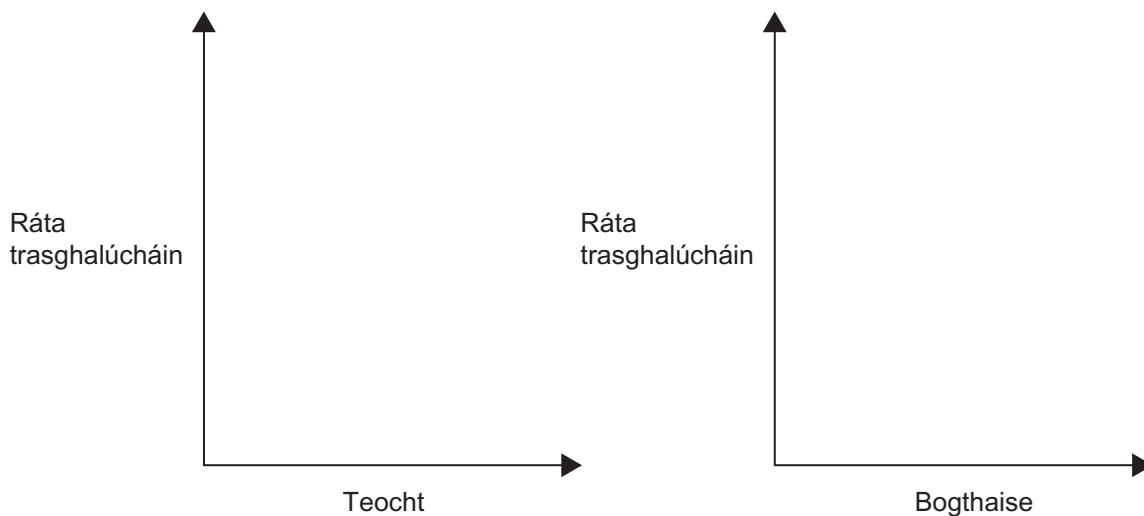 Ráta
trasghalúcháin
Teocht
Ráta
trasghalúcháin
Bogthaise